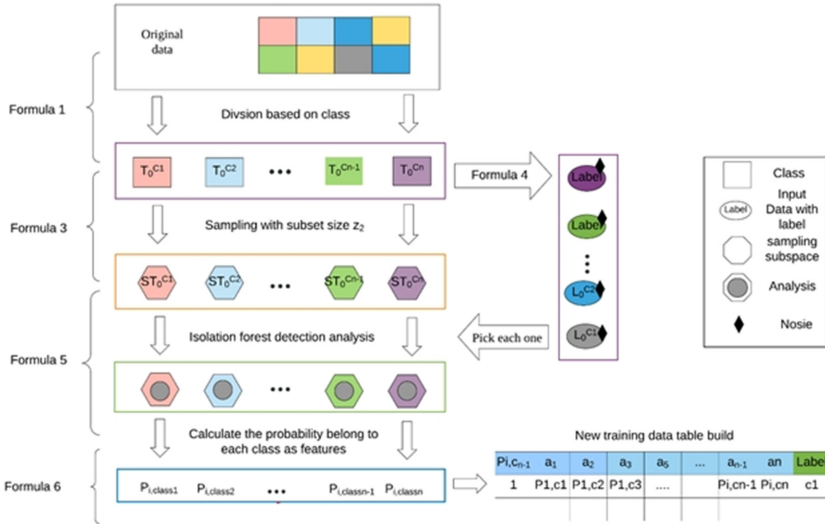 Original
data
Formula 1
Divsion based on class
T₀ᶜ¹
T₀ᶜ²
•••
T₀ᶜⁿ⁻¹
T₀ᶜⁿ
Formula 4
Formula 3
Sampling with subset size z₂
ST₀ᶜ¹
ST₀ᶜ²
•••
ST₀ᶜⁿ⁻¹
ST₀ᶜⁿ
Label
Label
L₀ᶜ²
L₀ᶜ¹
Class
Input
Label
Data with
label
sampling
subspace
Analysis
Nosie
Isolation forest detection analysis
Pick each one
Formula 5
•••
Calculate the probability belong to
each class as features
New training data table build
Formula 6
Pi,class1
Pi,class2
•••
Pi,classn-1
Pi,classn
Pi,cn-1 a1 a2 a3 a5 ... an-1 an Label
1 P1,c1 P1,c2 P1,c3 .... Pi,cn-1 Pi,cn c1